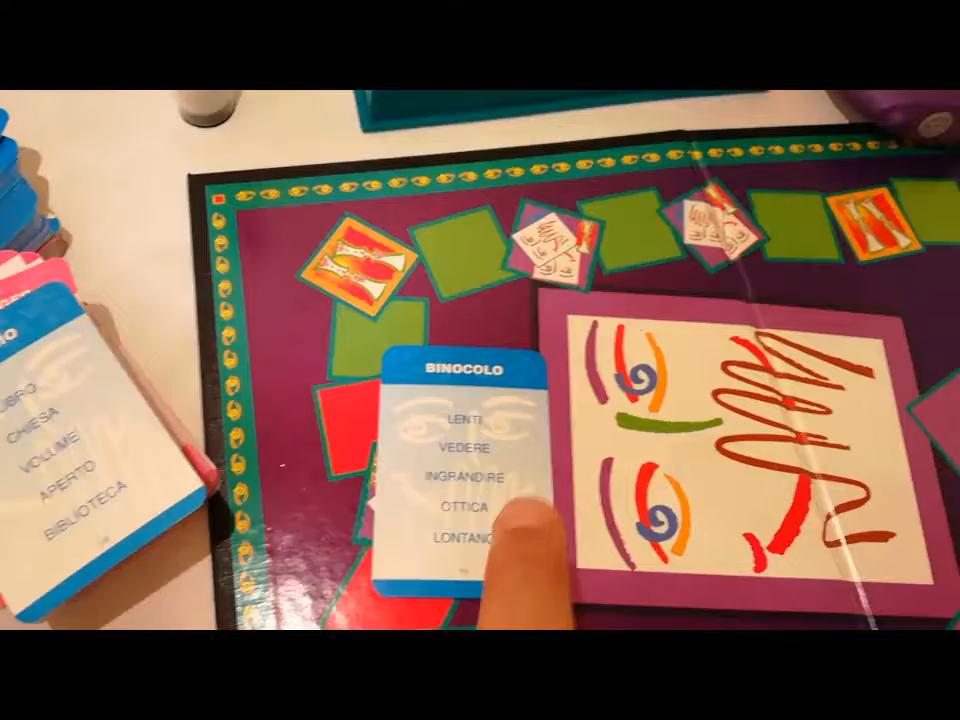 BINOCOLO
LENTI
VEDERE
INGRANDIRE
OTTICA
LONTANO
LIBRO
CHIESA
VOLUME
APERTO
BIBLIOTECA